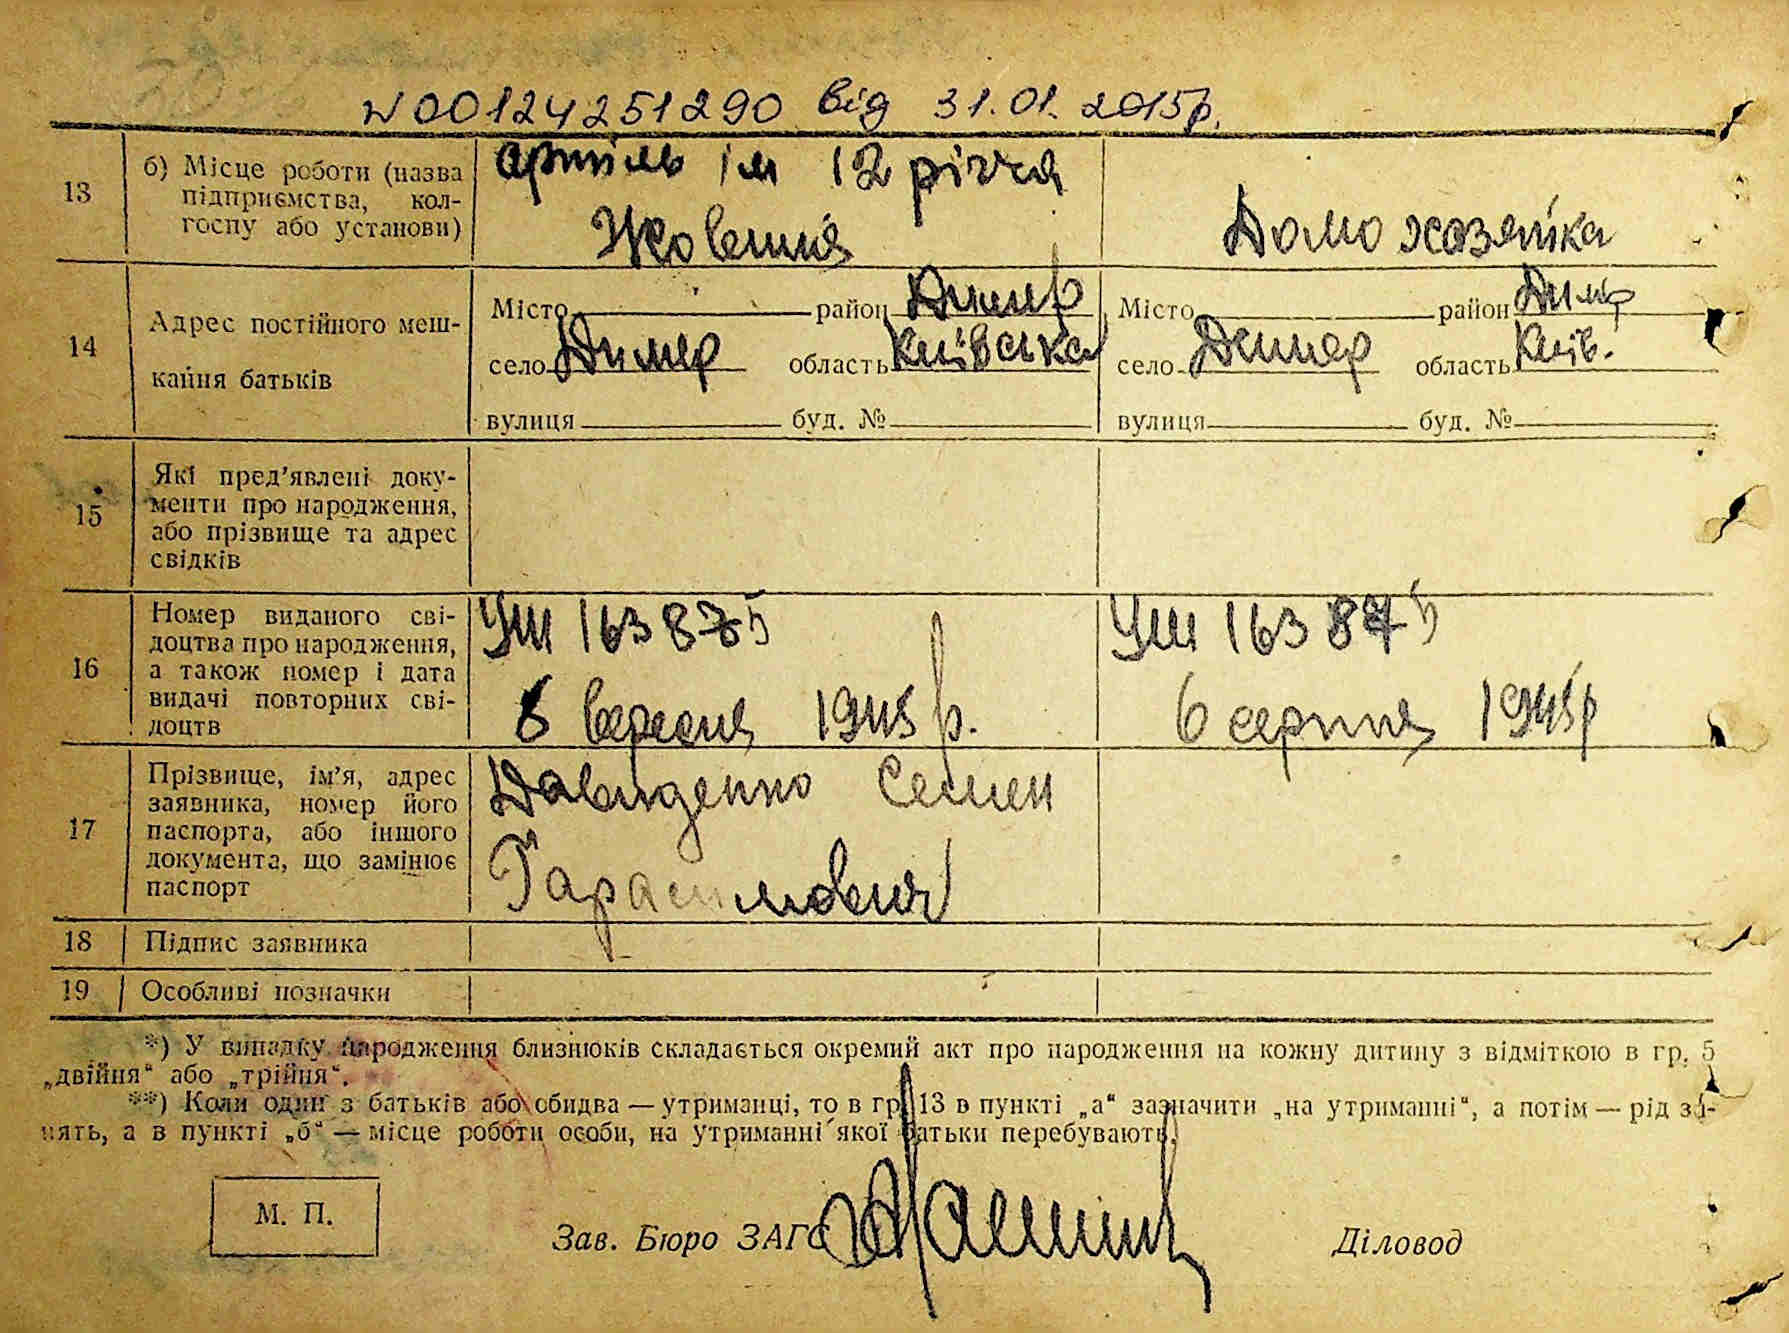 N 00124251290 від 31.01.2015р.
13 б) Місце роботи (назва підприємства, колгоспу або установи)
артіль ім 12 річчя
Жовтня
Домохозяйка
14 Адрес постійного мешкання батьків
Місто район Димер
село Димер область Київська
вулиця буд. №
Місто район Димр
село Димер область Київ.
вулиця буд. №
15 Які пред'явлені документи про народження, або прізвище та адрес свідків
16 Номер виданого свідоцтва про народження, а також номер і дата видачі повторних свідоцтв
УШ 163875
6 вересня 1945 р.
УШ 163875
6 серпня 1945р
17 Прізвище, ім'я, адрес заявника, номер його паспорта, або іншого документа, що замінює паспорт
Давиденко Семен
Гарасимович
18 Підпис заявника
19 Особливі позначки
*) У випадку народження близнюків складається окремий акт про народження на кожну дитину з відміткою в гр. 5
„двійня" або „трійня".
**) Коли один з батьків або обидва — утриманці, то в гр. 13 в пункті „а" зазначити „на утриманні", а потім — рід за-
нять, а в пункті „б" — місце роботи особи, на утриманні якої батьки перебувають.
М. П.
Зав. Бюро ЗАГС
Діловод